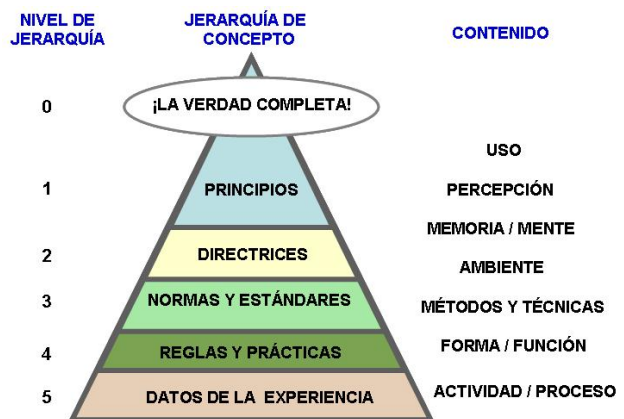 NIVEL DE
JERARQUÍA
JERARQUÍA DE
CONCEPTO
CONTENIDO
0
¡LA VERDAD COMPLETA!
USO
1
PRINCIPIOS
PERCEPCIÓN
MEMORIA / MENTE
2
DIRECTRICES
AMBIENTE
3
NORMAS Y ESTÁNDARES
MÉTODOS Y TÉCNICAS
4
REGLAS Y PRÁCTICAS
FORMA / FUNCIÓN
5
DATOS DE LA EXPERIENCIA
ACTIVIDAD / PROCESO